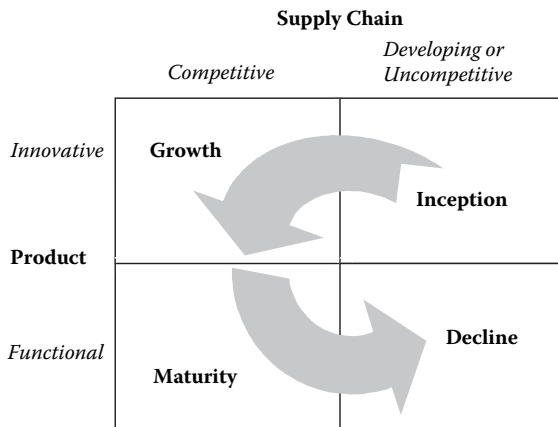 Supply Chain
Competitive
Developing or
Uncompetitive
Innovative
Growth
Inception
Product
Functional
Decline
Maturity